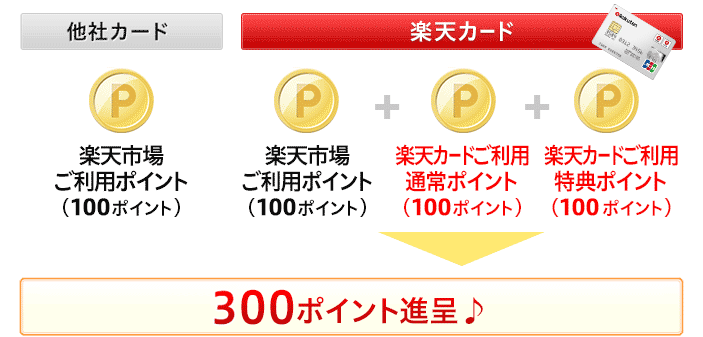 他社カード
楽天カード
Rakuten
P
P
+
P
+
P
楽天市場
ご利用ポイント
(100ポイント)
楽天市場
ご利用ポイント
(100ポイント)
楽天カードご利用
通常ポイント
(100ポイント)
楽天カードご利用
特典ポイント
(100ポイント)
JCB
300ポイント進呈♪